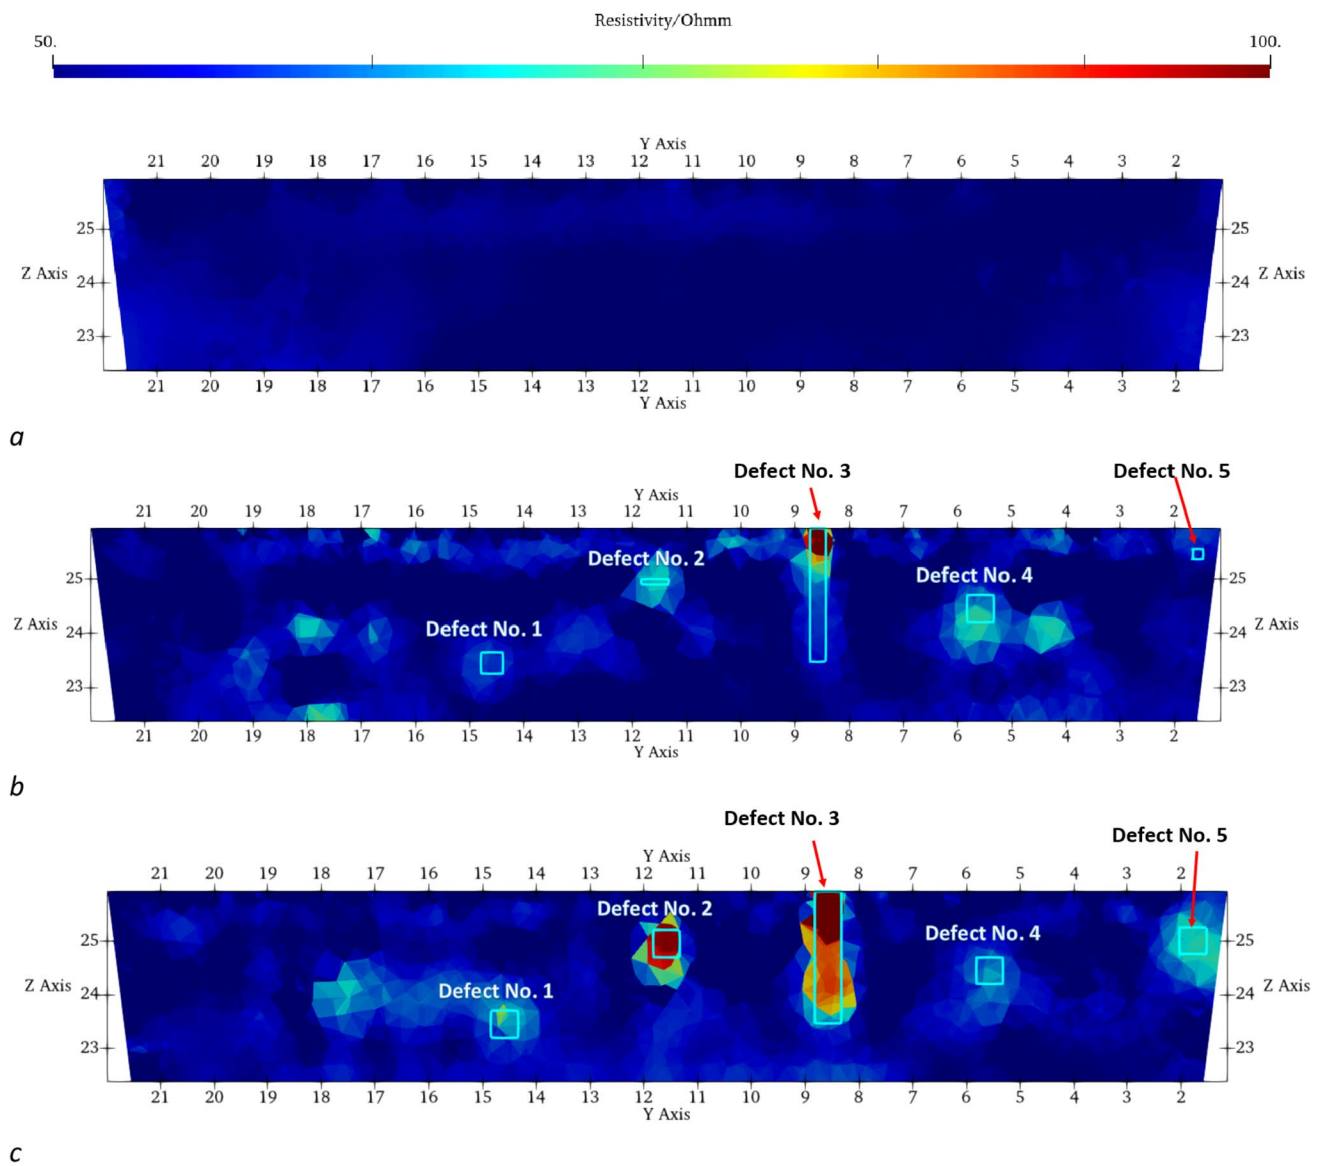 Resistivity/Ohmm
50. 100.
Y Axis
21 20 19 18 17 16 15 14 13 12 11 10 9 8 7 6 5 4 3 2
25 25
Z Axis 24 24 Z Axis
23 23
21 20 19 18 17 16 15 14 13 12 11 10 9 8 7 6 5 4 3 2
Y Axis
a
Defect No. 3 Defect No. 5
Y Axis
21 20 19 18 17 16 15 14 13 12 11 10 9 8 7 6 5 4 3 2
Defect No. 2
25 Defect No. 4 25
Z Axis 24 Defect No. 1 24 Z Axis
23 23
21 20 19 18 17 16 15 14 13 12 11 10 9 8 7 6 5 4 3 2
Y Axis
b
Defect No. 3
Defect No. 5
Y Axis
21 20 19 18 17 16 15 14 13 12 11 10 9 8 7 6 5 4 3 2
Defect No. 2
25 Defect No. 4 25
Z Axis 24 Defect No. 1 24 Z Axis
23 23
21 20 19 18 17 16 15 14 13 12 11 10 9 8 7 6 5 4 3 2
Y Axis
c